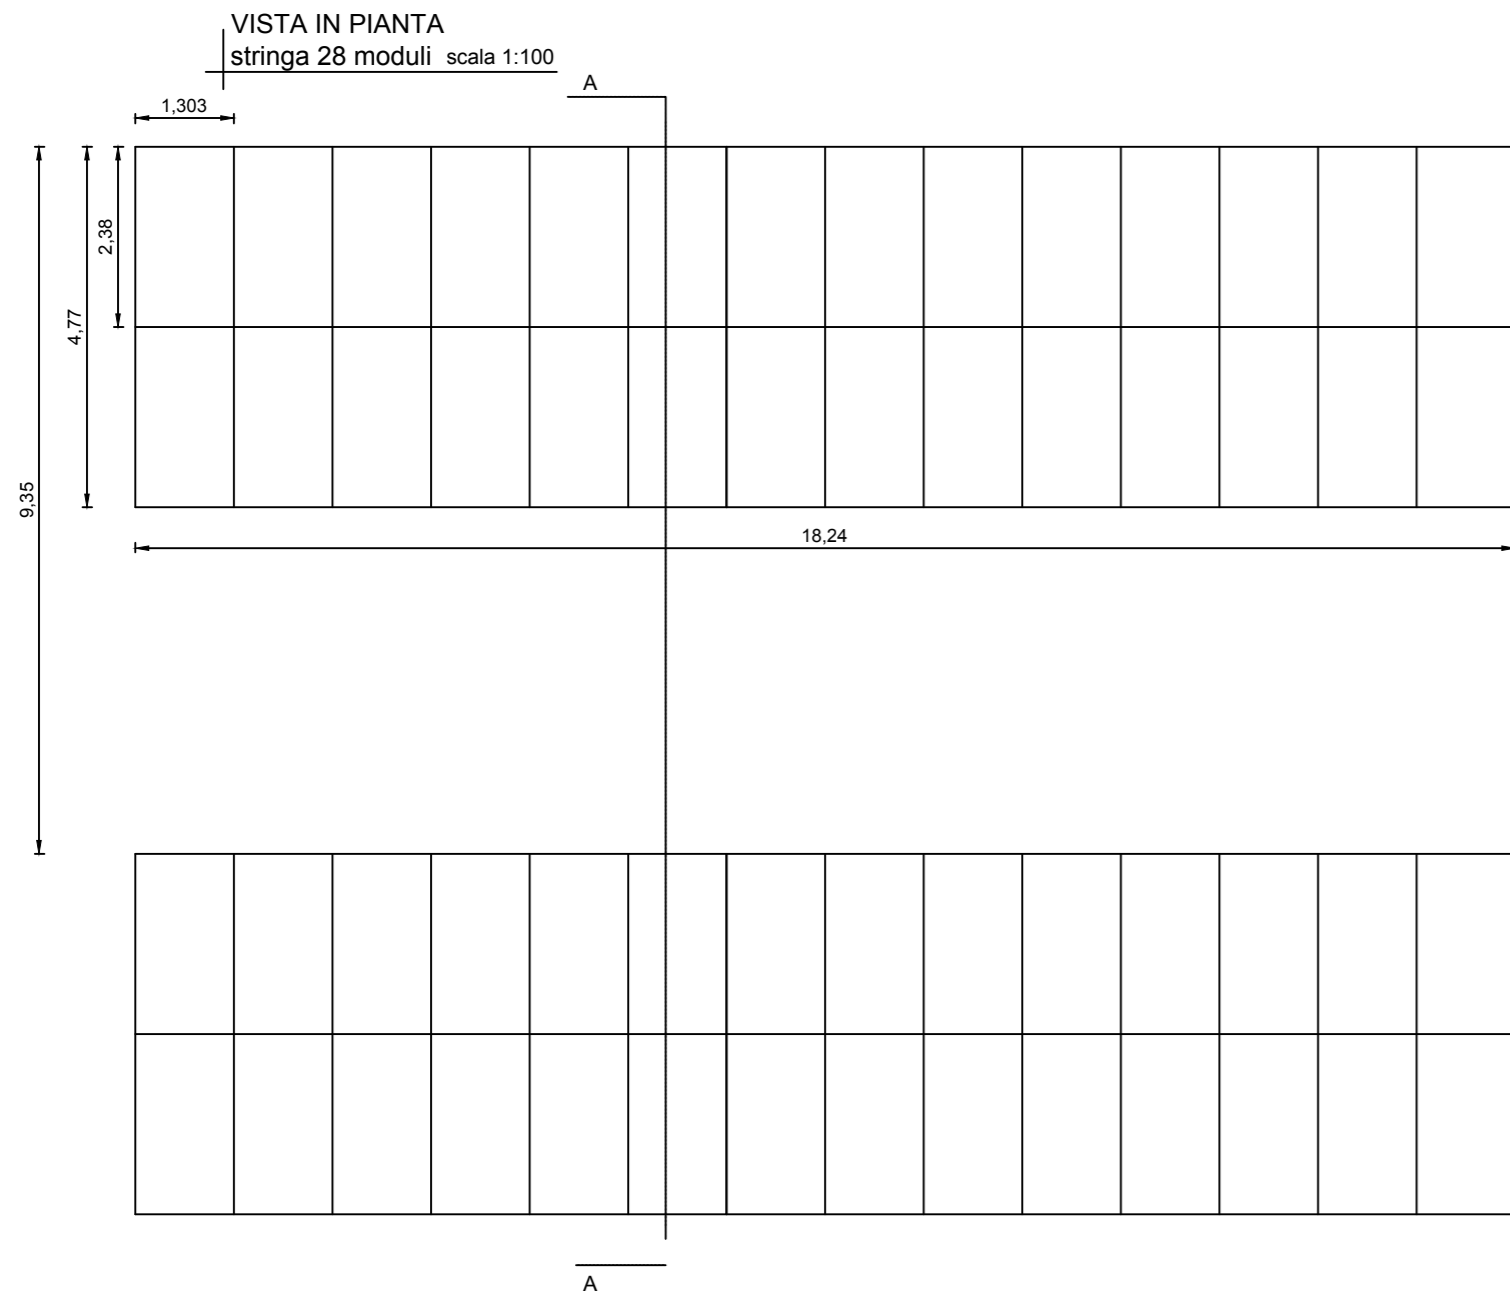 VISTA IN PIANTA
stringa 28 moduli scala 1:100
A
1,303
2,38
4,77
9,35
18,24
A